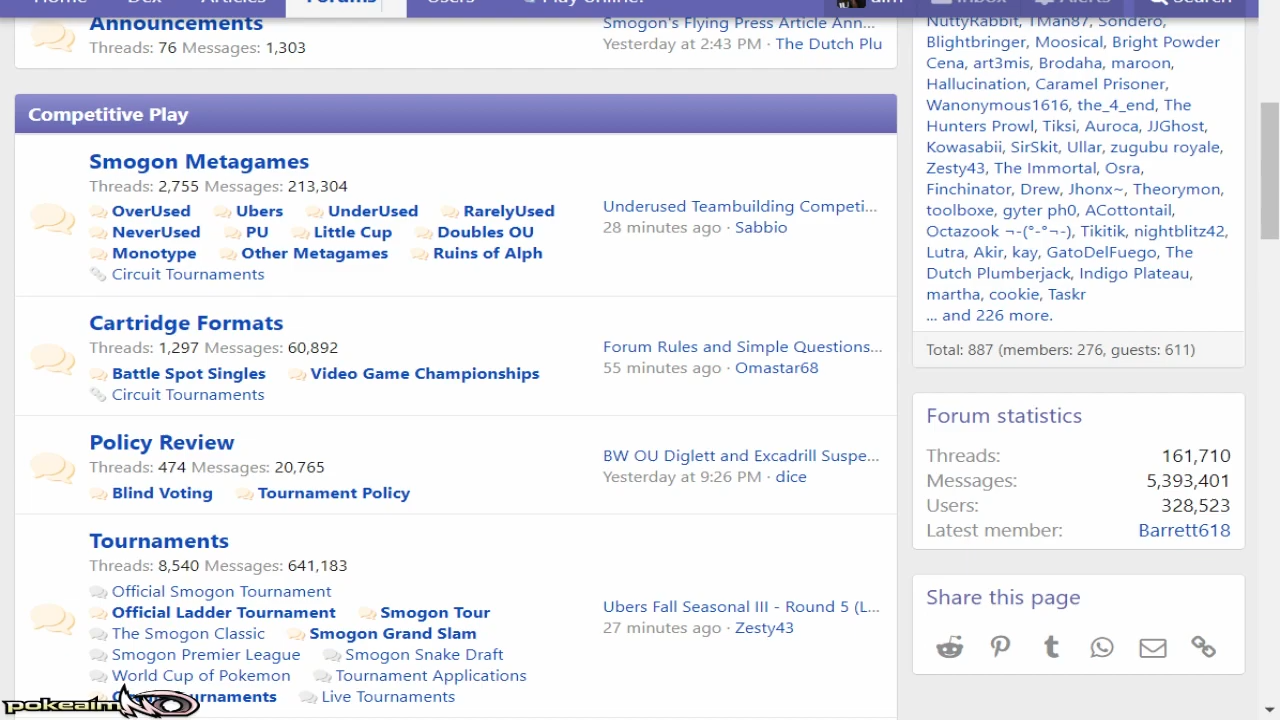 Home Dex Articles Forums Users Play online! aim Inbox Alerts Search
Announcements
Threads: 76 Messages: 1,303
Smogon's Flying Press Article Ann...
Yesterday at 2:43 PM · The Dutch Plu
Competitive Play
Smogon Metagames
Threads: 2,755 Messages: 213,304
OverUsed Ubers UnderUsed RarelyUsed
NeverUsed PU Little Cup Doubles OU
Monotype Other Metagames Ruins of Alph
Circuit Tournaments
Underused Teambuilding Competi...
28 minutes ago · Sabbio
Cartridge Formats
Threads: 1,297 Messages: 60,892
Battle Spot Singles Video Game Championships
Circuit Tournaments
Forum Rules and Simple Questions...
55 minutes ago · Omastar68
Policy Review
Threads: 474 Messages: 20,765
Blind Voting Tournament Policy
BW OU Diglett and Excadrill Suspe...
Yesterday at 9:26 PM · dice
Tournaments
Threads: 8,540 Messages: 641,183
Official Smogon Tournament
Official Ladder Tournament Smogon Tour
The Smogon Classic Smogon Grand Slam
Smogon Premier League Smogon Snake Draft
World Cup of Pokemon Tournament Applications
Live Tournaments
Ubers Fall Seasonal III - Round 5 (L...
27 minutes ago · Zesty43
NuttyRabbit, TMan87, Sondero,
Blightbringer, Moosical, Bright Powder
Cena, art3mis, Brodaha, maroon,
Hallucination, Caramel Prisoner,
Wanonymous1616, the_4_end, The
Hunters Prowl, Tiksi, Auroca, JJGhost,
Kowasabii, SirSkit, Ullar, zugubu royale,
Zesty43, The Immortal, Osra,
Finchinator, Drew, Jhonx~, Theorymon,
toolboxe, gyter ph0, ACottontail,
Octazook ¬-(°-°¬-), Tikitik, nightblitz42,
Lutra, Akir, kay, GatoDelFuego, The
Dutch Plumberjack, Indigo Plateau,
martha, cookie, Taskr
... and 226 more.
Total: 887 (members: 276, guests: 611)
Forum statistics
Threads: 161,710
Messages: 5,393,401
Users: 328,523
Latest member: Barrett618
Share this page
pokeaim